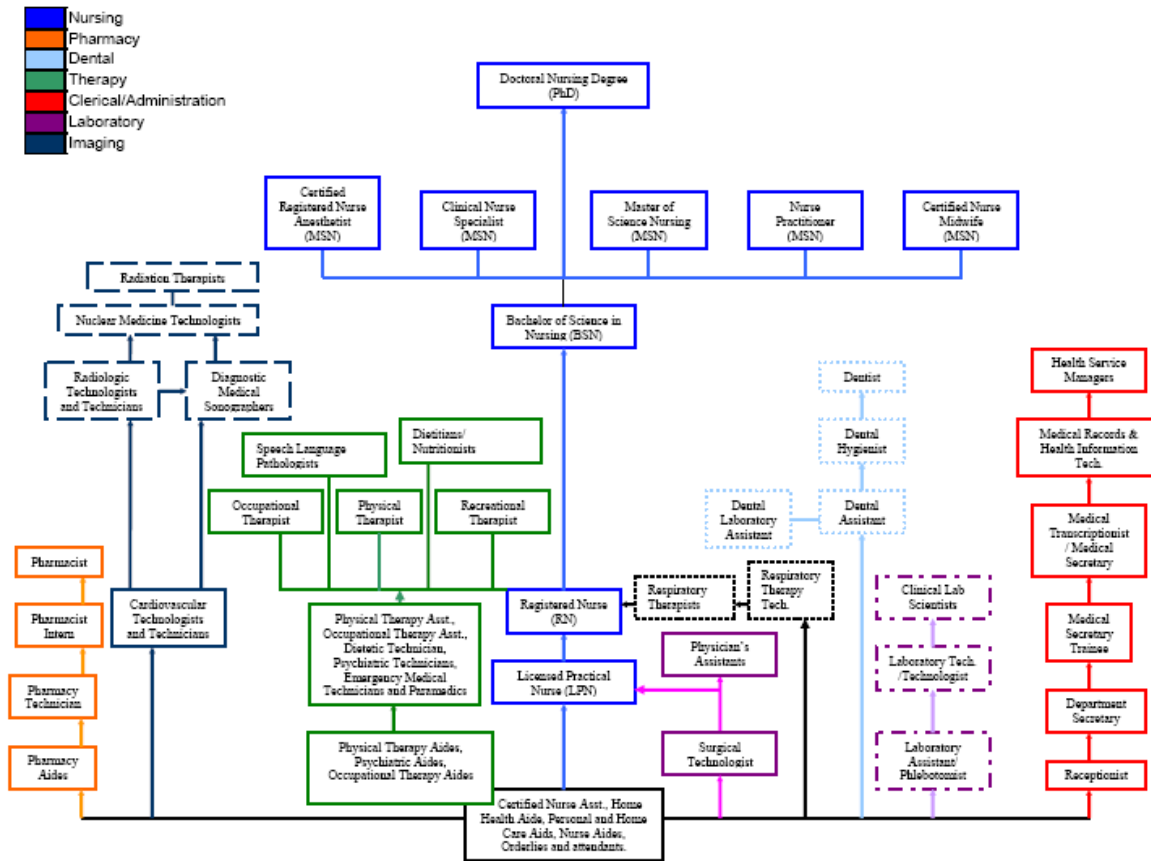 Nursing
Pharmacy
Dental
Therapy
Clerical/Administration
Laboratory
Imaging
Doctoral Nursing Degree
(PhD)
Certified
Registered Nurse
Anesthetist
(MSN)
Clinical Nurse
Specialist
(MSN)
Master of
Science Nursing
(MSN)
Nurse
Practitioner
(MSN)
Certified Nurse
Midwife
(MSN)
Radiation Therapists
Nuclear Medicine Technologists
Radiologic
Technologists
and Technicians
Diagnostic
Medical
Sonographers
Bachelor of Science in
Nursing (BSN)
Dentist
Health Service
Managers
Speech Language
Pathologists
Dietitians/
Nutritionists
Dental
Hygienist
Medical Records &
Health Information
Tech.
Occupational
Therapist
Physical
Therapist
Recreational
Therapist
Dental
Laboratory
Assistant
Dental
Assistant
Medical
Transcriptionist
/ Medical
Secretary
Pharmacist
Pharmacist
Intern
Cardiovascular
Technologists
and Technicians
Physical Therapy Asst.,
Occupational Therapy Asst.,
Dietetic Technician,
Psychiatric Technicians,
Emergency Medical
Technicians and Paramedics
Registered Nurse
(RN)
Respiratory
Therapists
Respiratory
Therapy
Tech.
Clinical Lab
Scientists
Medical
Secretary
Trainee
Pharmacy
Technician
Licensed Practical
Nurse (LPN)
Physician's
Assistants
Laboratory Tech.
/Technologist
Department
Secretary
Pharmacy
Aides
Physical Therapy Aides,
Psychiatric Aides,
Occupational Therapy Aides
Surgical
Technologist
Laboratory
Assistant/
Phlebotomist
Receptionist
Certified Nurse Asst., Home
Health Aide, Personal and Home
Care Aids, Nurse Aides,
Orderlies and attendants.